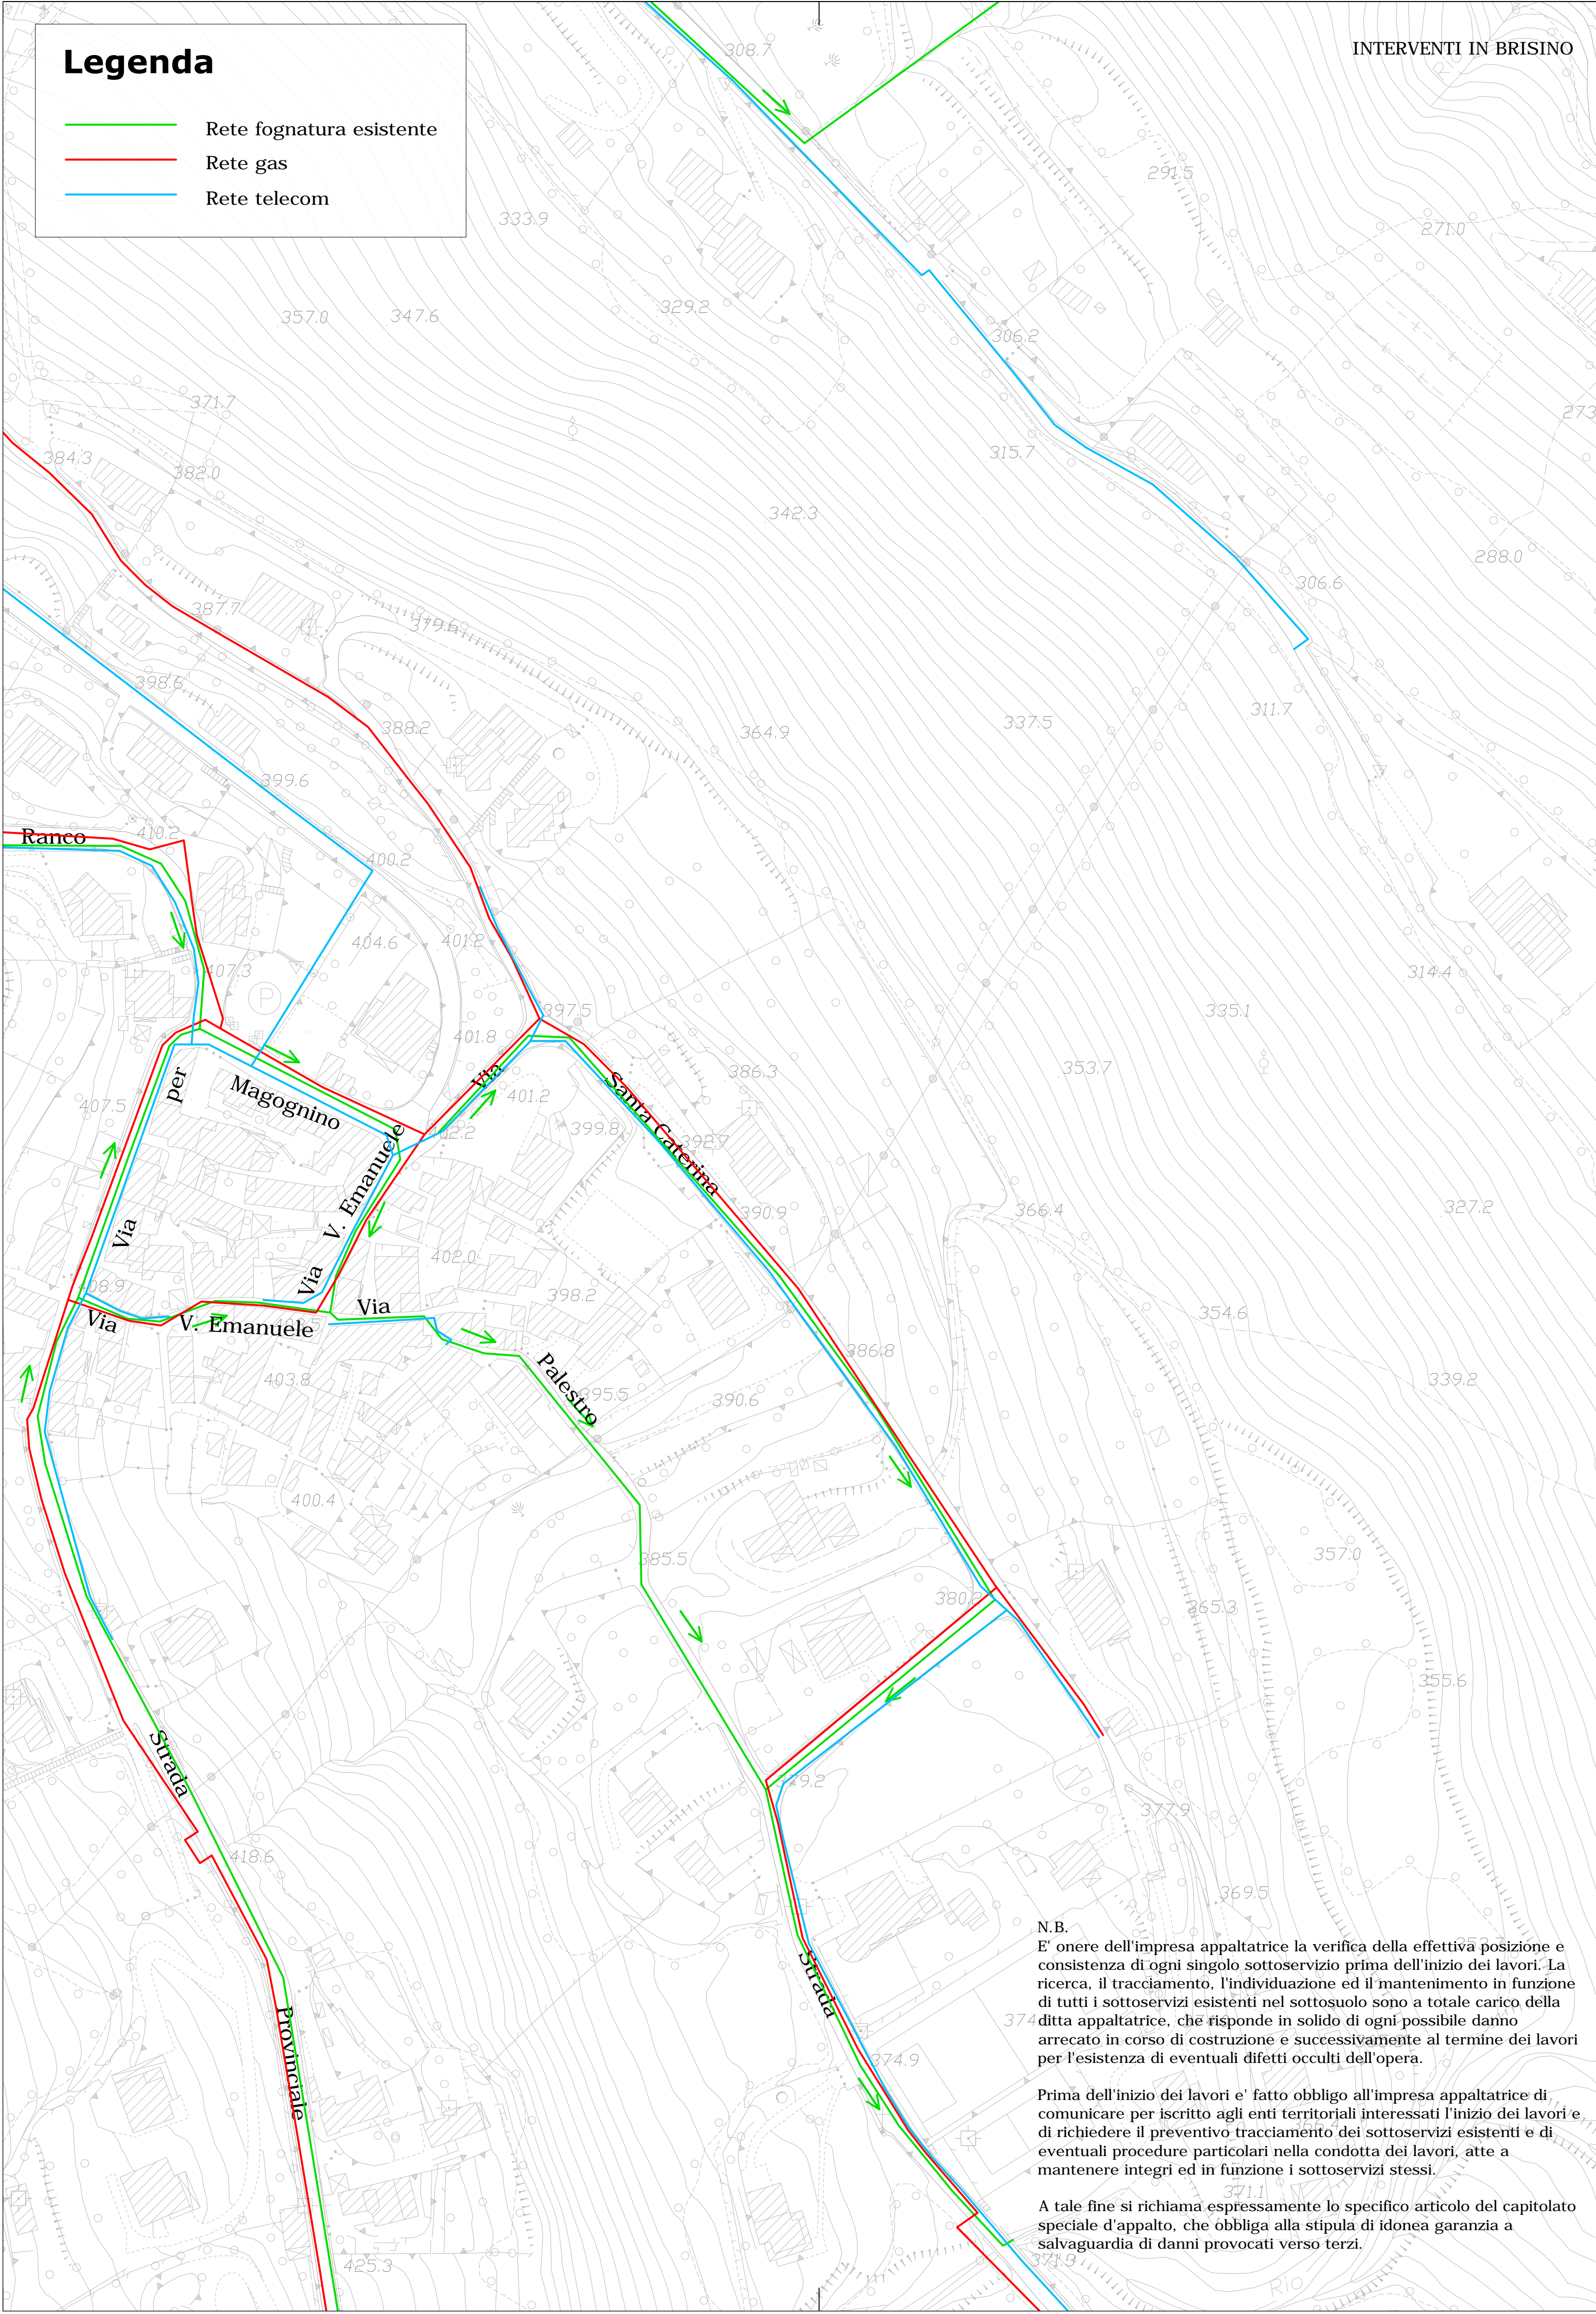 Legenda
Rete fognatura esistente
Rete gas
Rete telecom
INTERVENTI IN BRISINO
308.7
291.5
333.9
271.0
329.2
357.0
347.6
306.2
371.7
273
384.3
382.0
315.7
342.3
288.0
387.7
379.6
306.6
398.6
388.2
364.9
337.5
311.7
399.6
Ranco
410.2
400.2
404.6
401.2
407.3
314.4
P
397.5
335.1
401.8
386.3
353.7
Via
per
Magognino
Santa Caterina
407.5
401.2
402.2
399.8
392.7
V. Emanuele
Via
390.9
366.4
327.2
402.0
Via
408.9
398.2
354.6
Via
V. Emanuele
Via
386.8
403.8
Palestro
395.5
390.6
339.2
400.4
385.5
357.0
380.2
365.3
355.6
Strada
379.2
377.9
418.6
369.5
Strada
Provinciale
374.9
371.1
425.3
RIO
N.B.
E' onere dell'impresa appaltatrice la verifica della effettiva posizione e
consistenza di ogni singolo sottoservizio prima dell'inizio dei lavori. La
ricerca, il tracciamento, l'individuazione ed il mantenimento in funzione
di tutti i sottoservizi esistenti nel sottosuolo sono a totale carico della
ditta appaltatrice, che risponde in solido di ogni possibile danno
arrecato in corso di costruzione e successivamente al termine dei lavori
per l'esistenza di eventuali difetti occulti dell'opera.
Prima dell'inizio dei lavori e' fatto obbligo all'impresa appaltatrice di
comunicare per iscritto agli enti territoriali interessati l'inizio dei lavori e
di richiedere il preventivo tracciamento dei sottoservizi esistenti e di
eventuali procedure particolari nella condotta dei lavori, atte a
mantenere integri ed in funzione i sottoservizi stessi.
A tale fine si richiama espressamente lo specifico articolo del capitolato
speciale d'appalto, che obbliga alla stipula di idonea garanzia a
salvaguardia di danni provocati verso terzi.